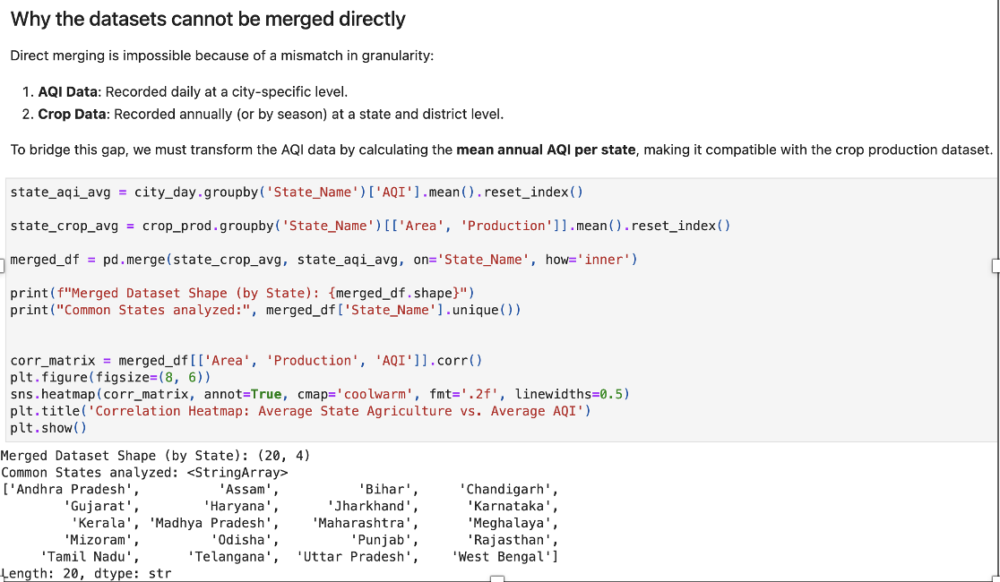 Why the datasets cannot be merged directly
Direct merging is impossible because of a mismatch in granularity:
1. AQI Data: Recorded daily at a city-specific level.
2. Crop Data: Recorded annually (or by season) at a state and district level.
To bridge this gap, we must transform the AQI data by calculating the mean annual AQI per state, making it compatible with the crop production dataset.
state_aqi_avg = city_day.groupby('State_Name')['AQI'].mean().reset_index()
state_crop_avg = crop_prod.groupby('State_Name')[['Area', 'Production']].mean().reset_index()
merged_df = pd.merge(state_crop_avg, state_aqi_avg, on='State_Name', how='inner')
print(f"Merged Dataset Shape (by State): {merged_df.shape}")
print("Common States analyzed:", merged_df['State_Name'].unique())
corr_matrix = merged_df[['Area', 'Production', 'AQI']].corr()
plt.figure(figsize=(8, 6))
sns.heatmap(corr_matrix, annot=True, cmap='coolwarm', fmt='.2f', linewidths=0.5)
plt.title('Correlation Heatmap: Average State Agriculture vs. Average AQI')
plt.show()
Merged Dataset Shape (by State): (20, 4)
Common States analyzed: <StringArray>
['Andhra Pradesh', 'Assam', 'Bihar', 'Chandigarh',
'Gujarat', 'Haryana', 'Jharkhand', 'Karnataka',
'Kerala', 'Madhya Pradesh', 'Maharashtra', 'Meghalaya',
'Mizoram', 'Odisha', 'Punjab', 'Rajasthan',
'Tamil Nadu', 'Telangana', 'Uttar Pradesh', 'West Bengal']
Length: 20, dtype: str